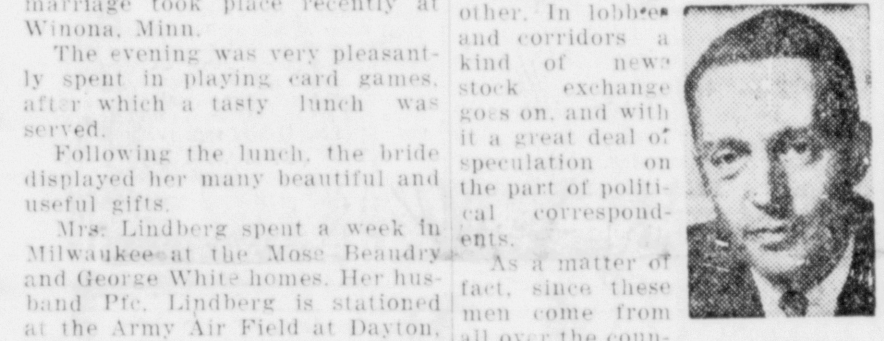 marriage took place recently at
Winona, Minn.
The evening was very pleasant-
ly spent in playing card games,
after which a tasty lunch was
served.
Following the lunch, the bride
displayed her many beautiful and
useful gifts.
Mrs. Lindberg spent a week in
Milwaukee at the Mose Beaudry
and George White homes. Her hus-
band Pfc. Lindberg is stationed
at the Army Air Field at Dayton,
other. In lobbies
and corridors a
kind of news
stock exchange
goes on, and with
it a great deal of
speculation on
the part of politi-
cal correspond-
ents.
As a matter of
fact, since these
men come from
all over the coun-